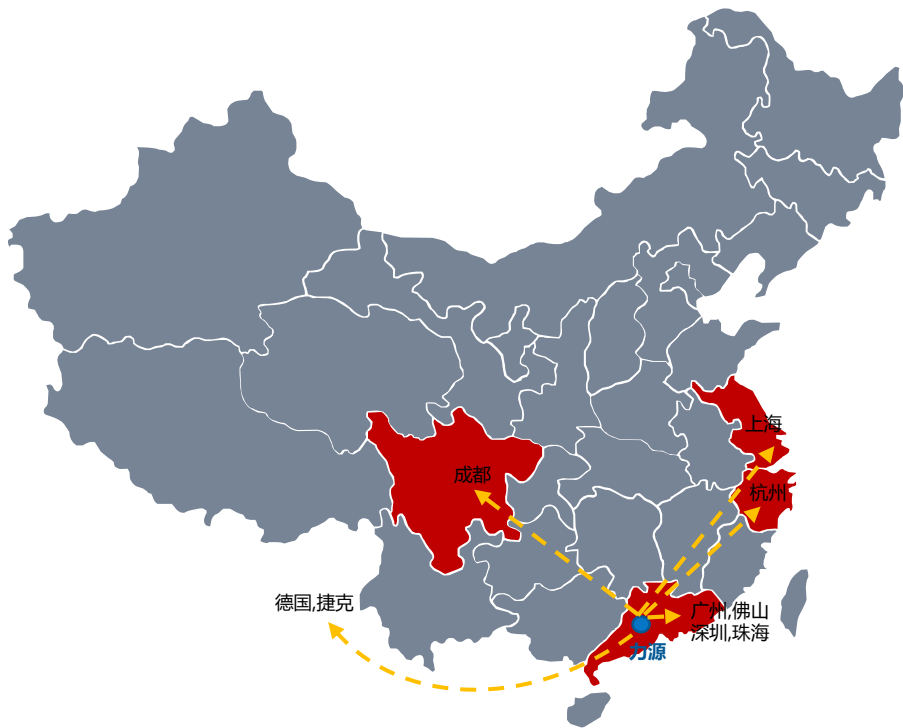 上海
成都
杭州
德国,捷克
广州,佛山
深圳,珠海
力源